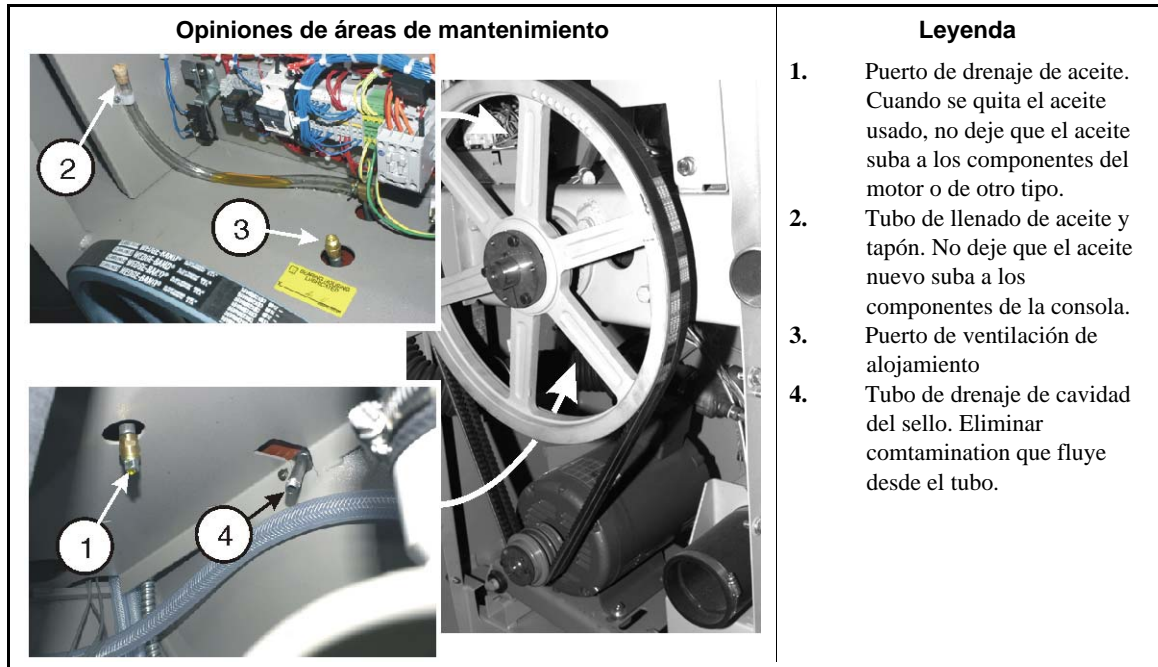 Opiniones de áreas de mantenimiento
Leyenda
2
3
1
4
WEDGE-BAND
1. Puerto de drenaje de aceite.
Cuando se quita el aceite
usado, no deje que el aceite
suba a los componentes del
motor o de otro tipo.
2. Tubo de llenado de aceite y
tapón. No deje que el aceite
nuevo suba a los
componentes de la consola.
3. Puerto de ventilación de
alojamiento
4. Tubo de drenaje de cavidad
del sello. Eliminar
comtamination que fluye
desde el tubo.